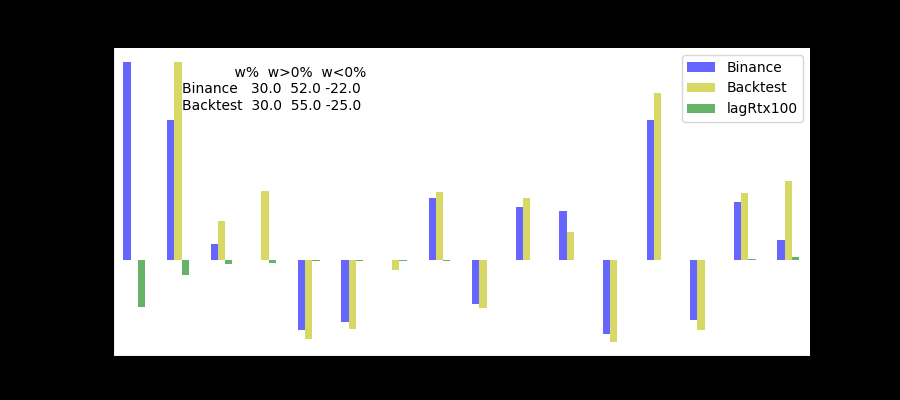 w% w>0% w<0%
Binance 30.0 52.0 -22.0
Backtest 30.0 55.0 -25.0
Binance
Backtest
lagRtx100